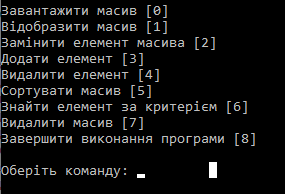 Завантажити масив [0]
Відобразити масив [1]
Замінити елемент масива [2]
Додати елемент [3]
Видалити елемент [4]
Сортувати масив [5]
Знайти елемент за критерієм [6]
Видалити масив [7]
Завершити виконання програми [8]
Оберіть команду: